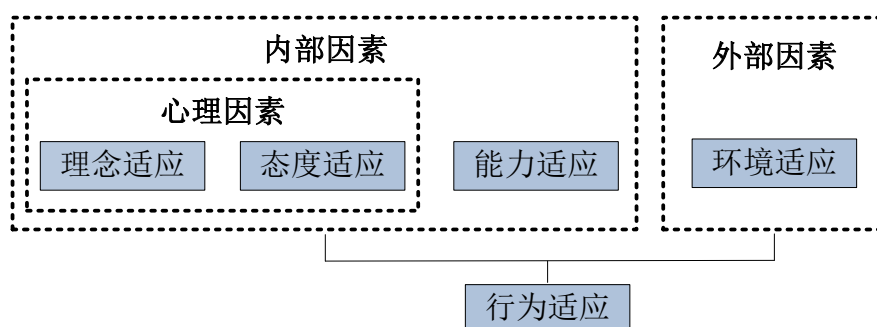 内部因素
外部因素
心理因素
理念适应
态度适应
能力适应
环境适应
行为适应